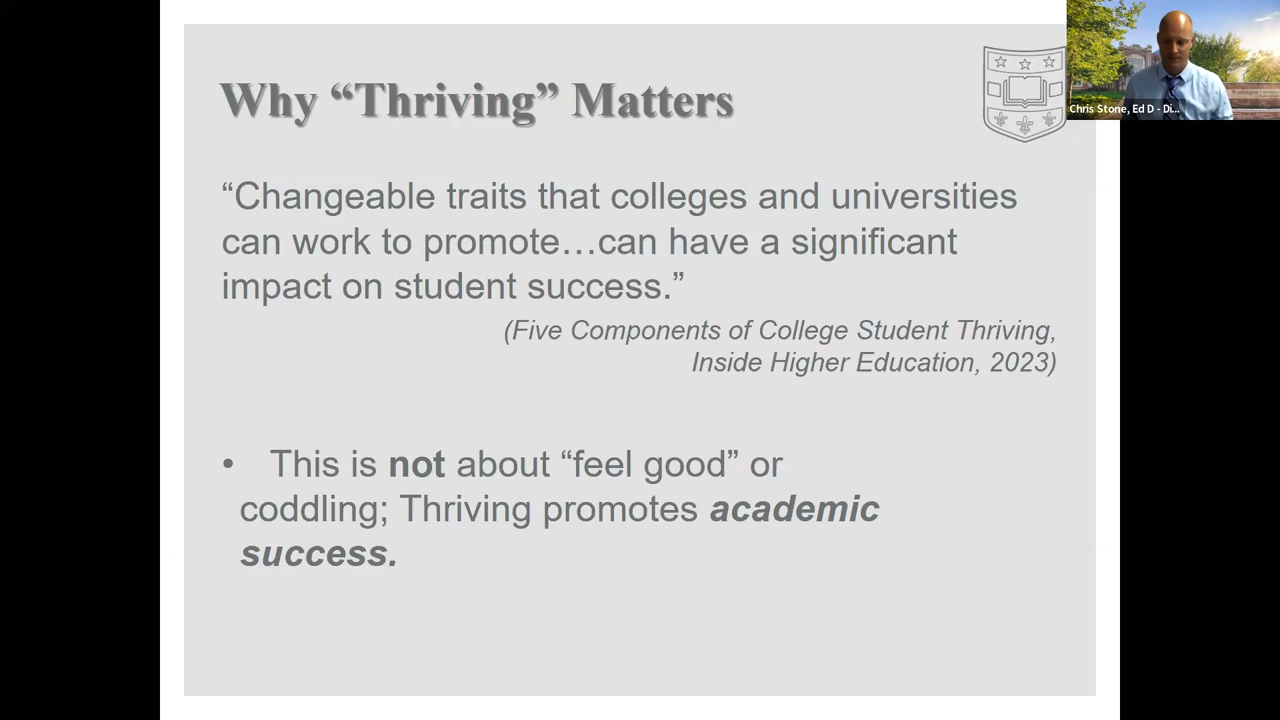 Why “Thriving” Matters
Chris Stone, Ed D - Di...
“Changeable traits that colleges and universities
can work to promote…can have a significant
impact on student success.”
(Five Components of College Student Thriving,
Inside Higher Education, 2023)
• This is not about “feel good” or
coddling; Thriving promotes academic
success.